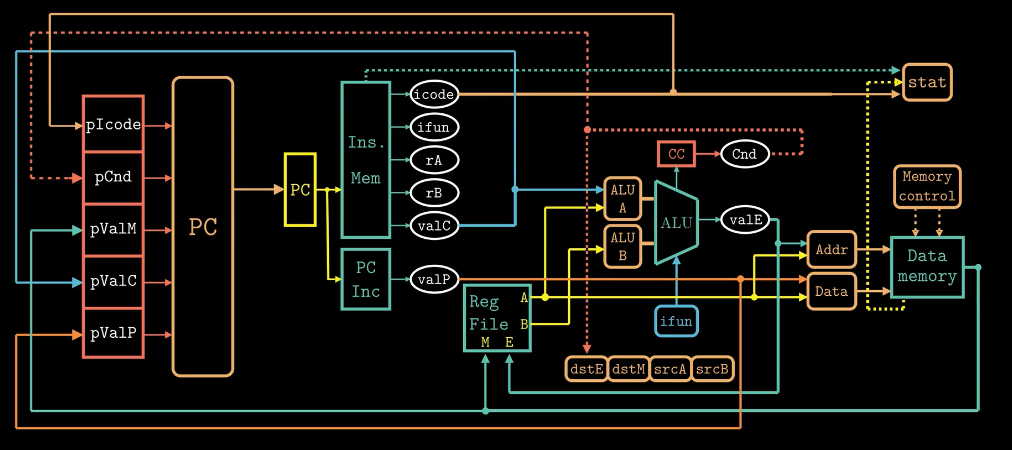 pIcode
pCnd
pValM
pValC
pValP
PC
PC
Ins.
Mem
PC
Inc
icode
ifun
rA
rB
valC
valP
Reg
File
A
B
M
E
CC
Cnd
ALU
A
ALU
B
ALU
valE
ifun
dstE
dstM
srcA
srcB
stat
Memory
control
Addr
Data
Data
memory